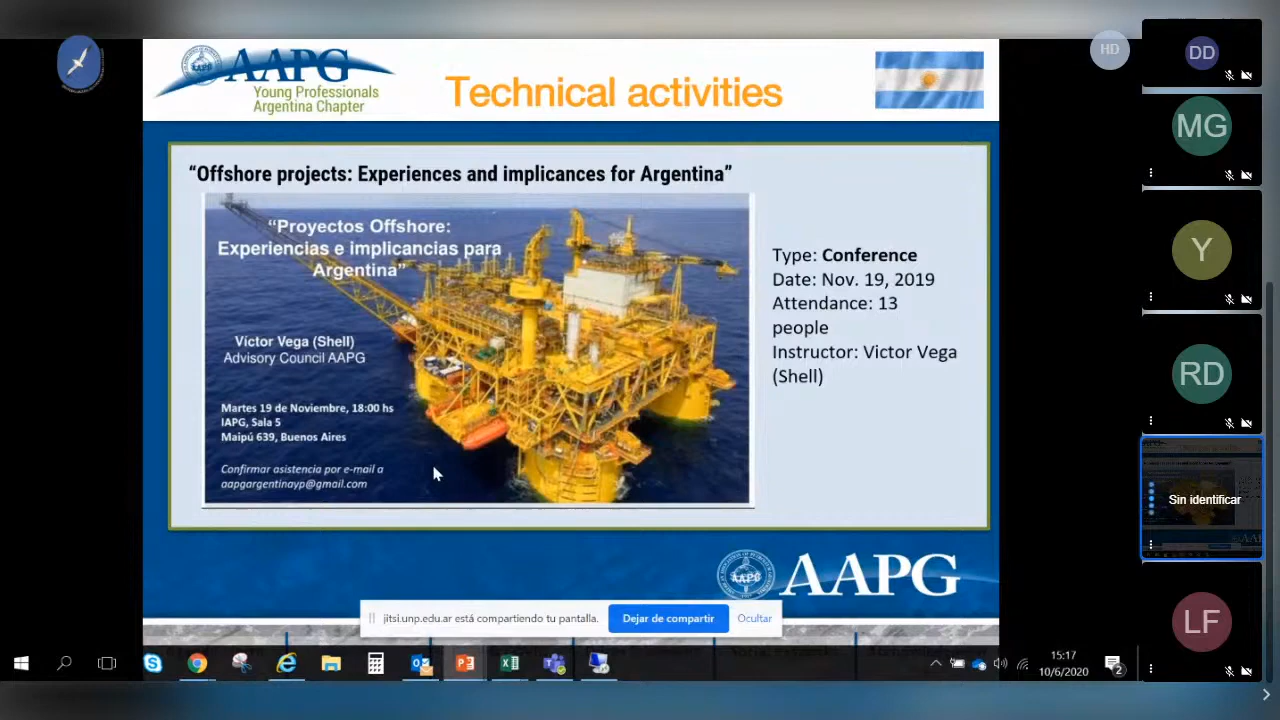 AAPG
Young Professionals
Argentina Chapter
Technical activities
“Offshore projects: Experiences and implicances for Argentina”
“Proyectos Offshore:
Experiencias e implicancias para
Argentina”
Víctor Vega (Shell)
Advisory Council AAPG
Martes 19 de Noviembre, 18:00 hs
IAPG, Sala 5
Maipú 639, Buenos Aires
Confirmar asistencia por e-mail a
aapgargentinayp@gmail.com
Type: Conference
Date: Nov. 19, 2019
Attendance: 13
people
Instructor: Victor Vega
(Shell)
AAPG
AAPG
jitsi.unp.edu.ar está compartiendo tu pantalla.
Dejar de compartir
Ocultar
15:17
10/6/2020
2
HD
DD
MG
Y
RD
Sin identificar
LF